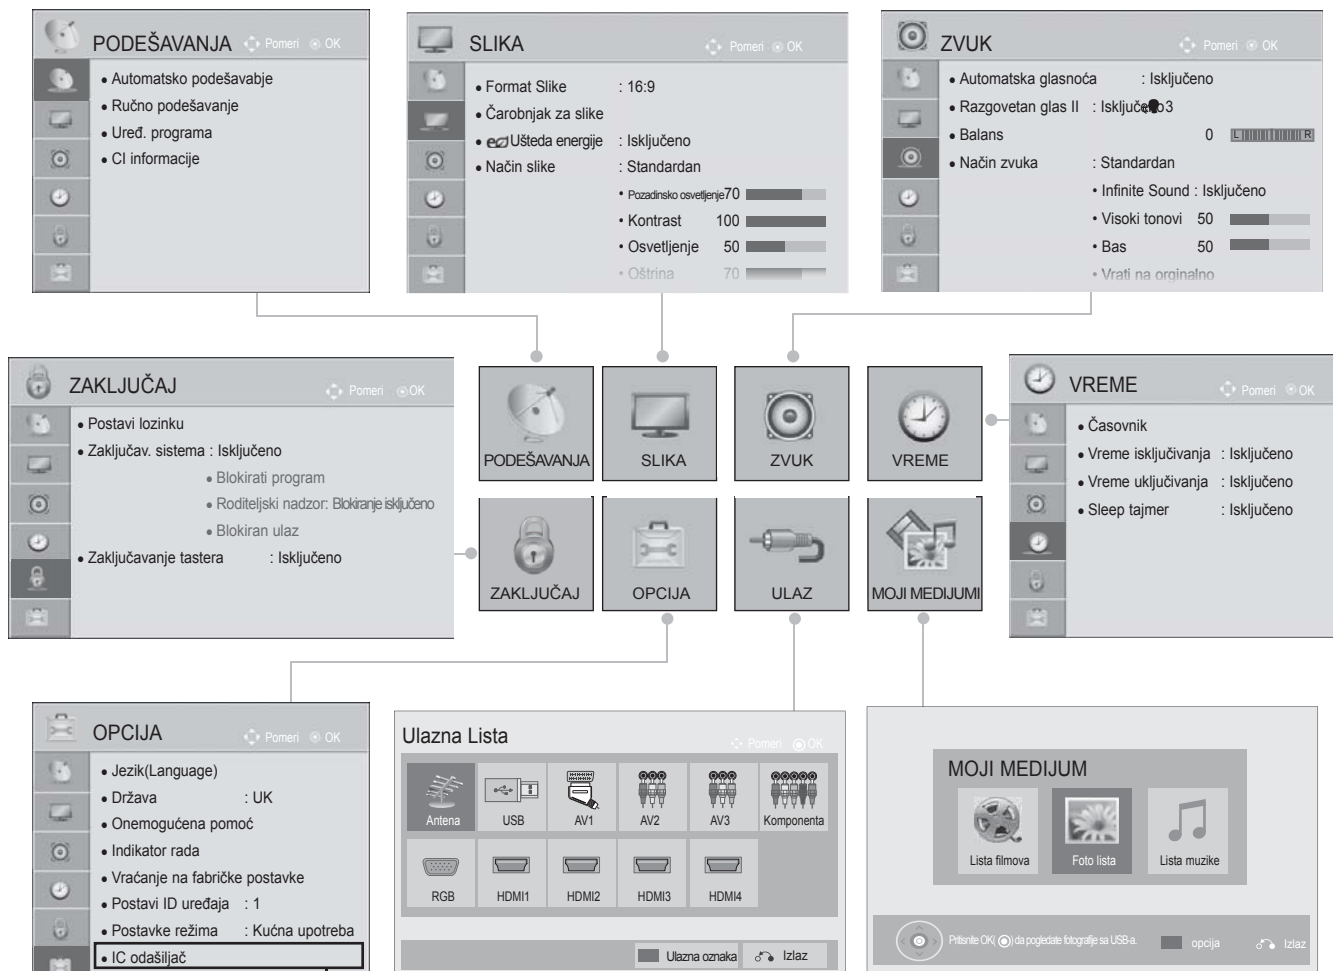 PODEŠAVANJA Pomeri OK
• Automatsko podešavabje
• Ručno podešavanje
• Uređ. programa
• CI informacije
SLIKA Pomeri OK
• Format Slike : 16:9
• Čarobnjak za slike
• Ušteda energije : Isključeno
• Način slike : Standardan
• Pozadinsko osvetljenje70
• Kontrast 100
• Osvetljenje 50
• Oštrina 70
ZVUK Pomeri OK
• Automatska glasnoća : Isključeno
• Razgovetan glas II : Isključeno3
• Balans 0 L R
• Način zvuka : Standardan
• Infinite Sound : Isključeno
• Visoki tonovi 50
• Bas 50
• Vrati na orginalno
ZAKLJUČAJ Pomeri OK
• Postavi lozinku
• Zaključav. sistema : Isključeno
• Blokirati program
• Roditeljski nadzor: Blokiranje isključeno
• Blokiran ulaz
• Zaključavanje tastera : Isključeno
PODEŠAVANJA
SLIKA
ZVUK
VREME
ZAKLJUČAJ
OPCIJA
ULAZ
MOJI MEDIJUMI
VREME Pomeri OK
• Časovnik
• Vreme isključivanja : Isključeno
• Vreme uključivanja : Isključeno
• Sleep tajmer : Isključeno
OPCIJA Pomeri OK
• Jezik(Language)
• Država : UK
• Onemogućena pomoć
• Indikator rada
• Vraćanje na fabričke postavke
• Postavi ID uređaja : 1
• Postavke režima : Kućna upotreba
• IC odašiljač
Ulazna Lista Pomeri OK
Antena USB AV1 AV2 AV3 Komponenta
RGB HDMI1 HDMI2 HDMI3 HDMI4
Ulazna oznaka Izlaz
MOJI MEDIJUM
Lista filmova Foto lista Lista muzike
Pritisnite OK( ) da pogledate fotografije sa USB-a. opcija Izlaz